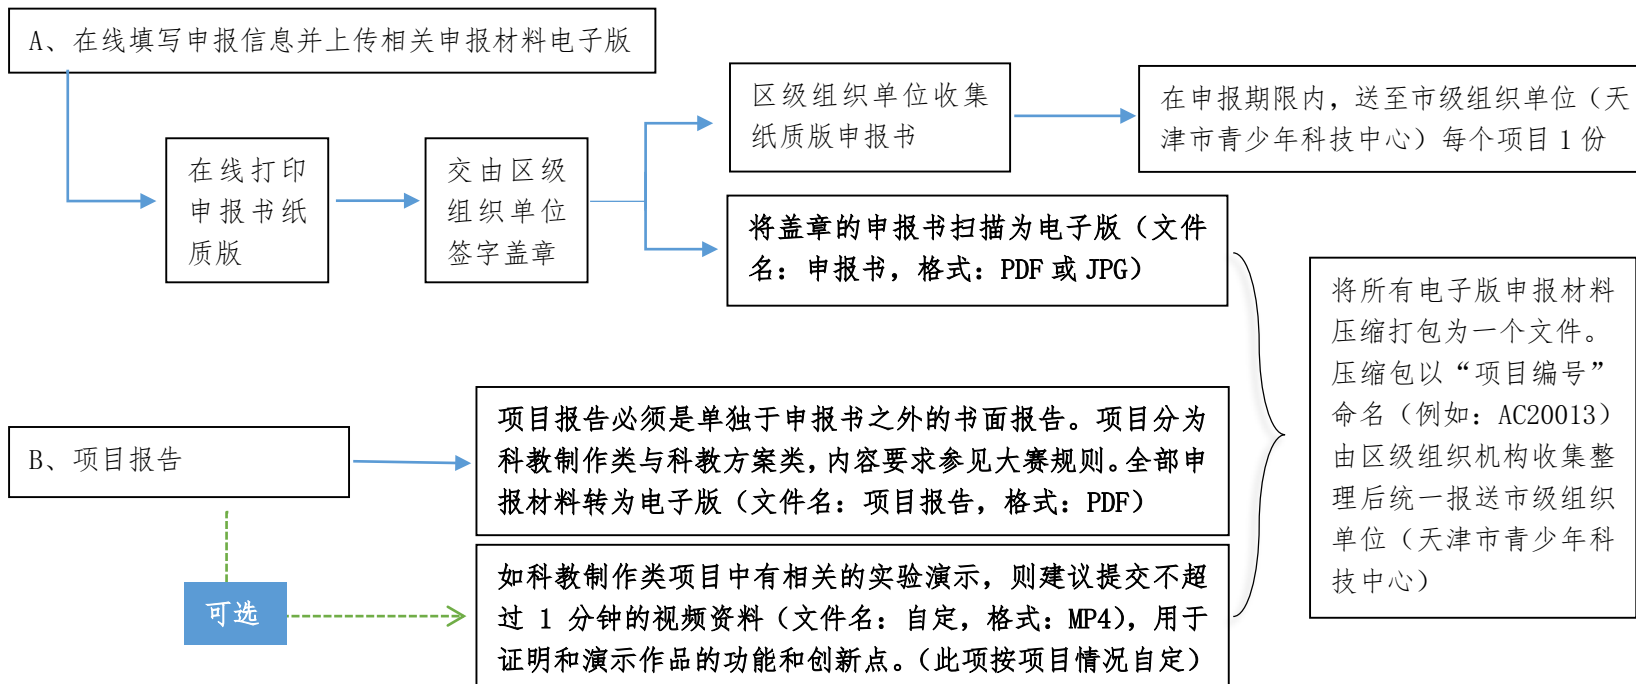 A、在线填写申报信息并上传相关申报材料电子版
在线打印
申报书纸
质版
交由区级
组织单位
签字盖章
区级组织单位收集
纸质版申报书
在申报期限内，送至市级组织单位（天
津市青少年科技中心）每个项目 1 份
将盖章的申报书扫描为电子版（文件
名：申报书，格式：PDF 或 JPG）
B、项目报告
项目报告必须是单独于申报书之外的书面报告。项目分为
科教制作类与科教方案类，内容要求参见大赛规则。全部申
报材料转为电子版（文件名：项目报告，格式：PDF）
可选
如科教制作类项目中有相关的实验演示，则建议提交不超
过 1 分钟的视频资料（文件名：自定，格式：MP4），用于
证明和演示作品的功能和创新点。（此项按项目情况自定）
将所有电子版申报材料
压缩打包为一个文件。
压缩包以“项目编号”
命名（例如：AC20013）
由区级组织机构收集整
理后统一报送市级组织
单位（天津市青少年科
技中心）